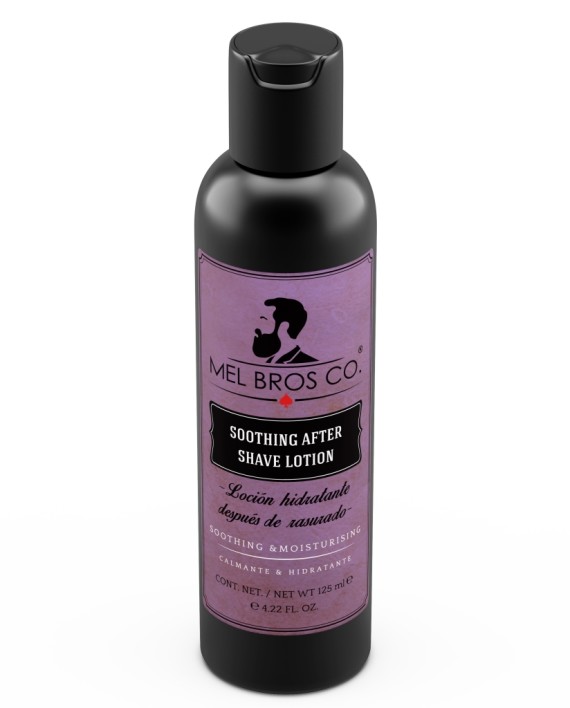 MEL BROS CO.®
SOOTHING AFTER
SHAVE LOTION
-Loción hidratante
después de rasurado-
SOOTHING &MOISTURISING
CALMANTE & HIDRATANTE
CONT. NET. / NET WT 125 ml ℮
℮ 4.22 FL. OZ.